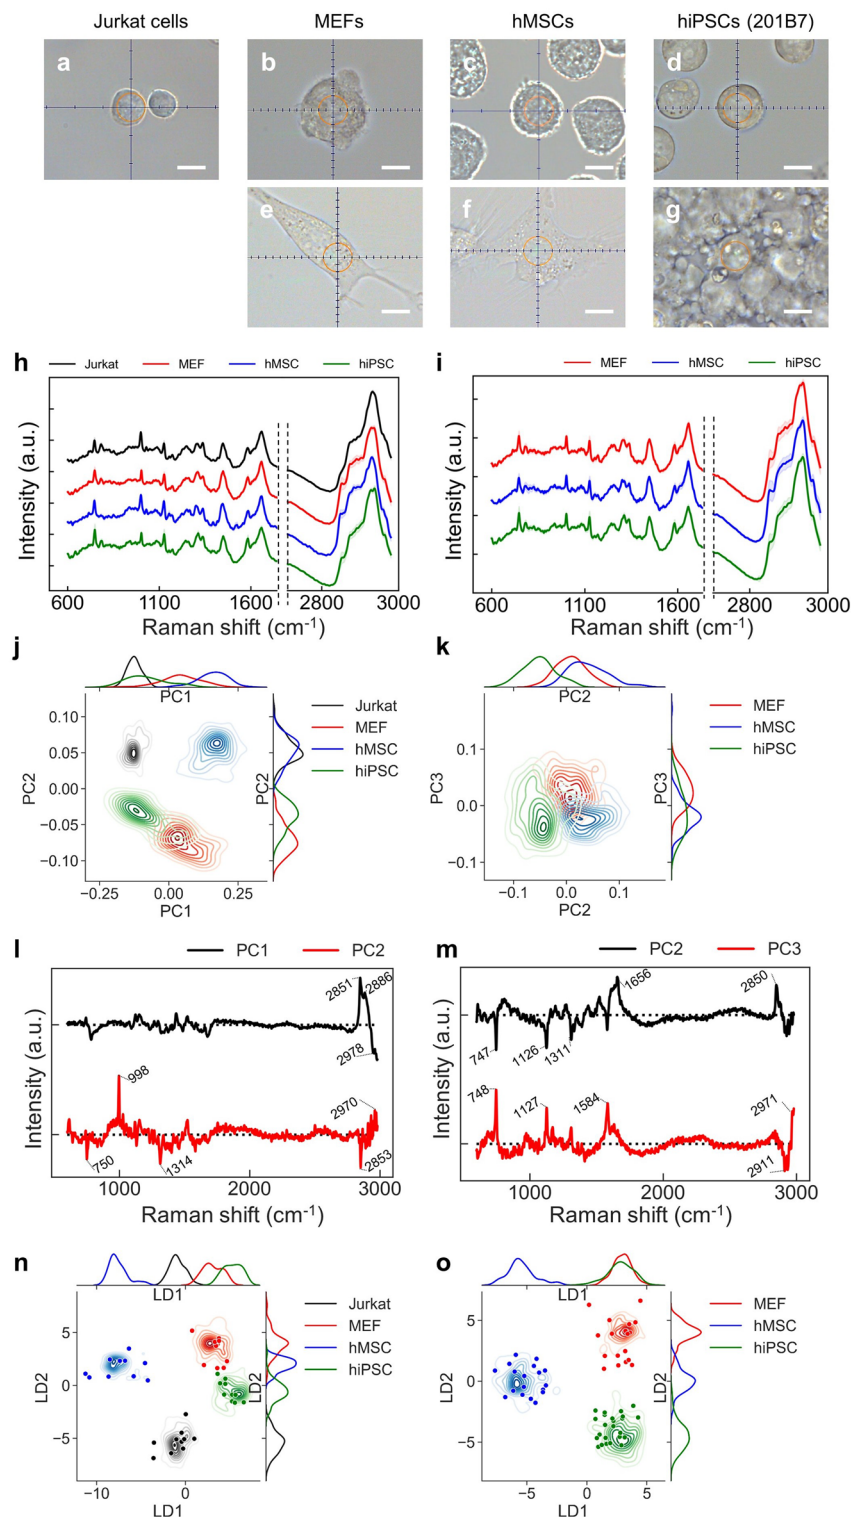 Jurkat cells MEFs hMSCs hiPSCs (201B7)
a b c d
e f g
h Jurkat MEF hMSC hiPSC
Intensity (a.u.)
600 1100 1600 2800 3000
Raman shift (cm-1)
i MEF hMSC hiPSC
Intensity (a.u.)
600 1100 1600 2800 3000
Raman shift (cm-1)
j
PC1
Jurkat
MEF
hMSC
hiPSC
PC2
PC2
0.10
0.05
0.00
−0.05
−0.10
−0.25 0.00 0.25
PC1
k
PC2
MEF
hMSC
hiPSC
PC3
PC3
0.1
0.0
−0.1
−0.1 0.0 0.1
PC2
l PC1 PC2
Intensity (a.u.)
2851 2886
2978
998
2970
750 1314 2853
1000 2000 3000
Raman shift (cm-1)
m PC2 PC3
Intensity (a.u.)
1656 2850
747 1126 1311
748 1127 1584 2971
2911
1000 2000 3000
Raman shift (cm-1)
n
LD1
Jurkat
MEF
hMSC
hiPSC
LD2
LD2
5
0
−5
−10 0
LD1
o
LD1
MEF
hMSC
hiPSC
LD2
LD2
5
0
−5
−5 0 5
LD1